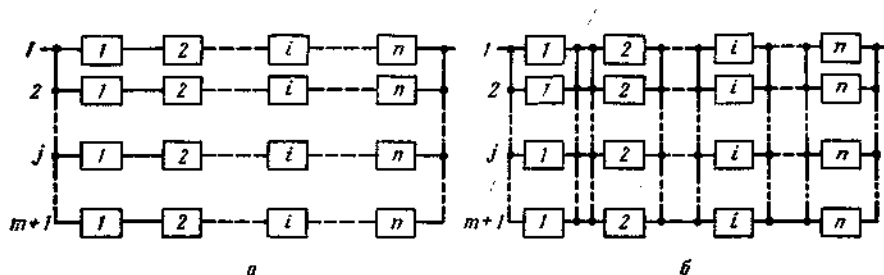 1 1 2 i n 1 1 2 i n
2 1 2 i n 2 1 2 i n
j 1 2 i n j 1 2 i n
m+1 1 2 i n m+1 1 2 i n
а б